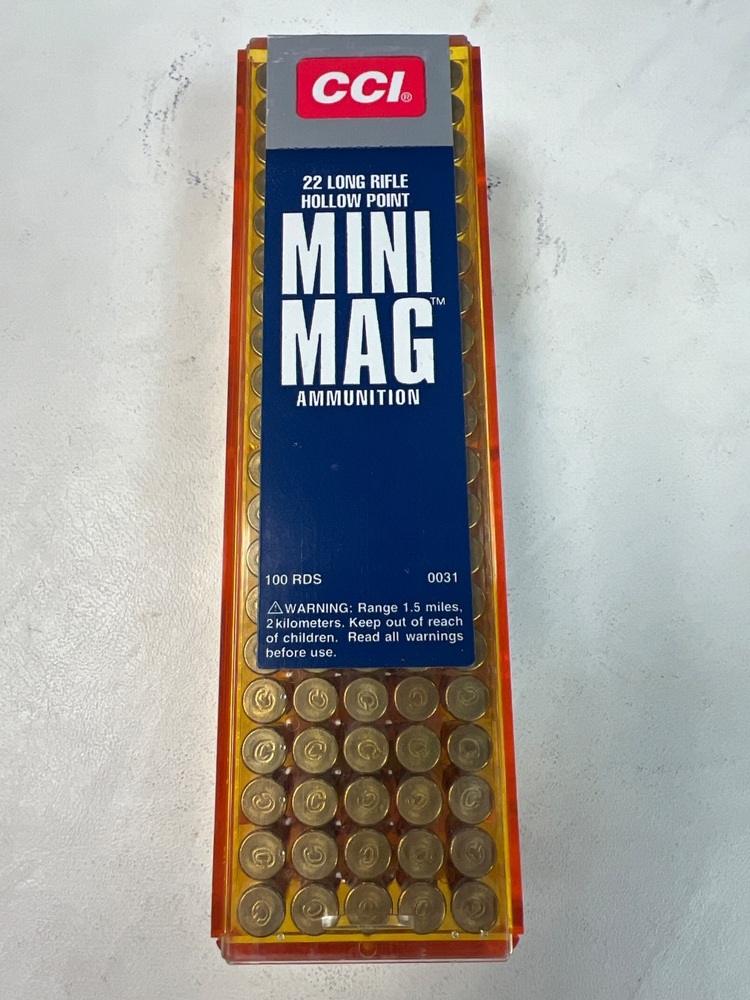 CCI®
22 LONG RIFLE
HOLLOW POINT
MINI
MAG™
AMMUNITION
100 RDS 0031
⚠WARNING: Range 1.5 miles,
2 kilometers. Keep out of reach
of children. Read all warnings
before use.